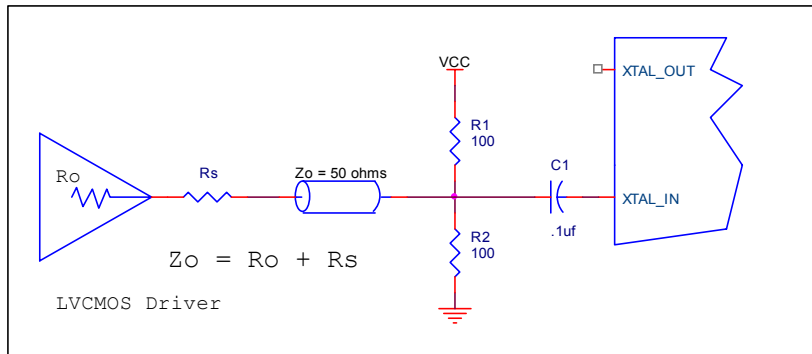 VCC
XTAL_OUT
R1
100
Ro
Rs
Zo = 50 ohms
C1
XTAL_IN
.1uf
R2
100
Zo = Ro + Rs
LVCMOS Driver